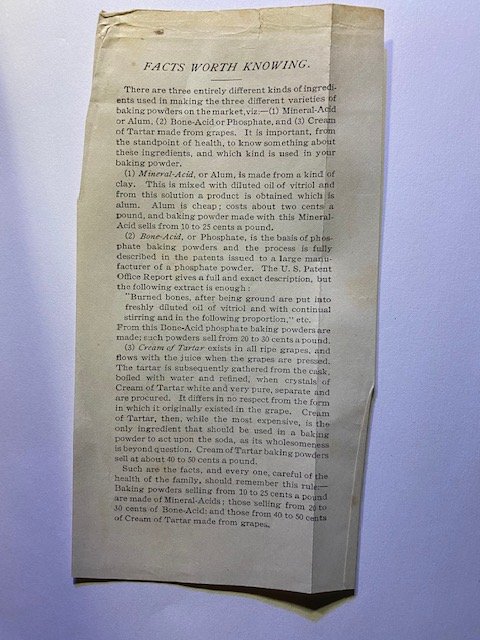 FACTS WORTH KNOWING.
There are three entirely different kinds of ingredi-
ents used in making the three different varieties of
baking powders on the market, viz:—(1) Mineral-Acid
or Alum, (2) Bone-Acid or Phosphate, and (3) Cream
of Tartar made from grapes. It is important, from
the standpoint of health, to know something about
these ingredients, and which kind is used in your
baking powder.
(1) Mineral-Acid, or Alum, is made from a kind of
clay. This is mixed with diluted oil of vitriol and
from this solution a product is obtained which is
alum. Alum is cheap; costs about two cents a
pound, and baking powder made with this Mineral-
Acid sells from 10 to 25 cents a pound.
(2) Bone-Acid, or Phosphate, is the basis of phos-
phate baking powders and the process is fully
described in the patents issued to a large manu-
facturer of a phosphate powder. The U. S. Patent
Office Report gives a full and exact description, but
the following extract is enough:
"Burned bones, after being ground are put into
freshly diluted oil of vitriol and with continual
stirring and in the following proportion," etc.
From this Bone-Acid phosphate baking powders are
made; such powders sell from 20 to 30 cents a pound.
(3) Cream of Tartar exists in all ripe grapes, and
flows with the juice when the grapes are pressed.
The tartar is subsequently gathered from the cask,
boiled with water and refined, when crystals of
Cream of Tartar white and very pure, separate and
are procured. It differs in no respect from the form
in which it originally existed in the grape. Cream
of Tartar, then, while the most expensive, is the
only ingredient that should be used in a baking
powder to act upon the soda, as its wholesomeness
is beyond question. Cream of Tartar baking powders
sell at about 40 to 50 cents a pound.
Such are the facts, and every one, careful of the
health of the family, should remember this rule:—
Baking powders selling from 10 to 25 cents a pound
are made of Mineral-Acids; those selling from 20 to
30 cents of Bone-Acid; and those from 40 to 50 cents
of Cream of Tartar made from grapes.